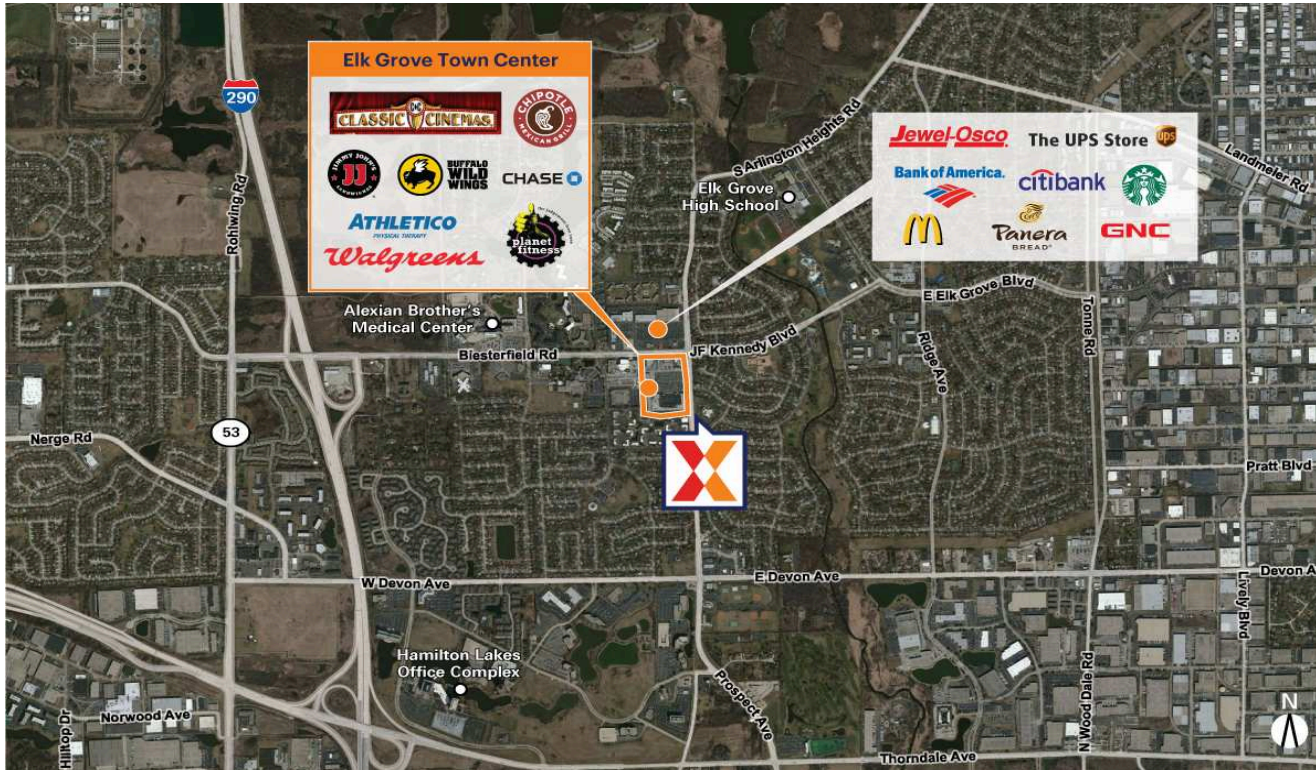 Elk Grove Town Center
CLASSIC CINEMAS
CHIPOTLE
MEXICAN GRILL
JIMMY JOHN'S
JJ
SANDWICHES
BUFFALO
WILD
WINGS
CHASE
ATHLETICO
PHYSICAL THERAPY
Walgreens
planet
fitness
Jewel-Osco
The UPS Store
ups
Bank of America.
citibank
M
Panera
BREAD®
GNC
290
Rohlwing Rd
S Arlington Heights Rd
Landmeier Rd
Elk Grove
High School
E Elk Grove Blvd
Alexian Brother's
Medical Center
Biesterfield Rd
JF Kennedy Blvd
Ridge Ave
Tonne Rd
53
Nerge Rd
X
Pratt Blvd
W Devon Ave
E Devon Ave
Devon A
Lively Blvd
Hamilton Lakes
Office Complex
Prospect Ave
N Wood Dale Rd
Norwood Ave
Hilltop Dr
Thorndale Ave
N